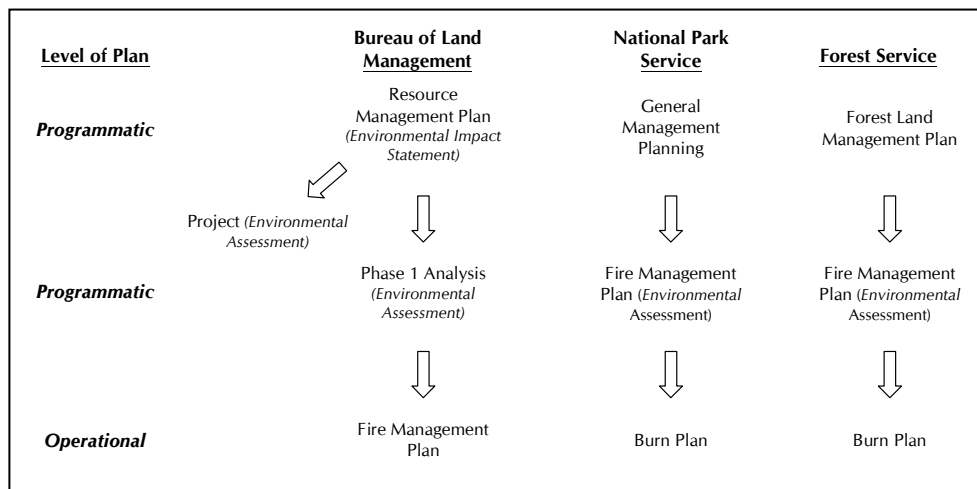 Level of Plan
Bureau of Land
Management
National Park
Service
Forest Service
Programmatic
Resource
Management Plan
(Environmental Impact
Statement)
General
Management
Planning
Forest Land
Management Plan
Project (Environmental
Assessment)
Programmatic
Phase 1 Analysis
(Environmental
Assessment)
Fire Management
Plan (Environmental
Assessment)
Fire Management
Plan (Environmental
Assessment)
Operational
Fire Management
Plan
Burn Plan
Burn Plan